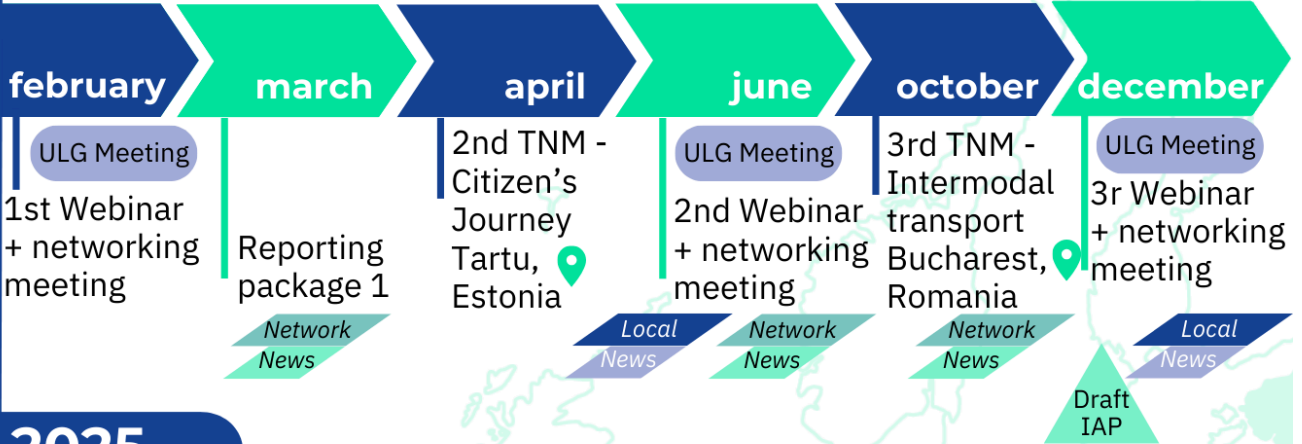 february
march
april
june
october
december
ULG Meeting
1st Webinar
+ networking
meeting
Reporting
package 1
2nd TNM -
Citizen's
Journey
Tartu,
Estonia
ULG Meeting
2nd Webinar
+ networking
meeting
3rd TNM -
Intermodal
transport
Bucharest,
Romania
ULG Meeting
3r Webinar
+ networking
meeting
Network
News
Local
News
Network
News
Network
News
Local
News
Draft
IAP
2025